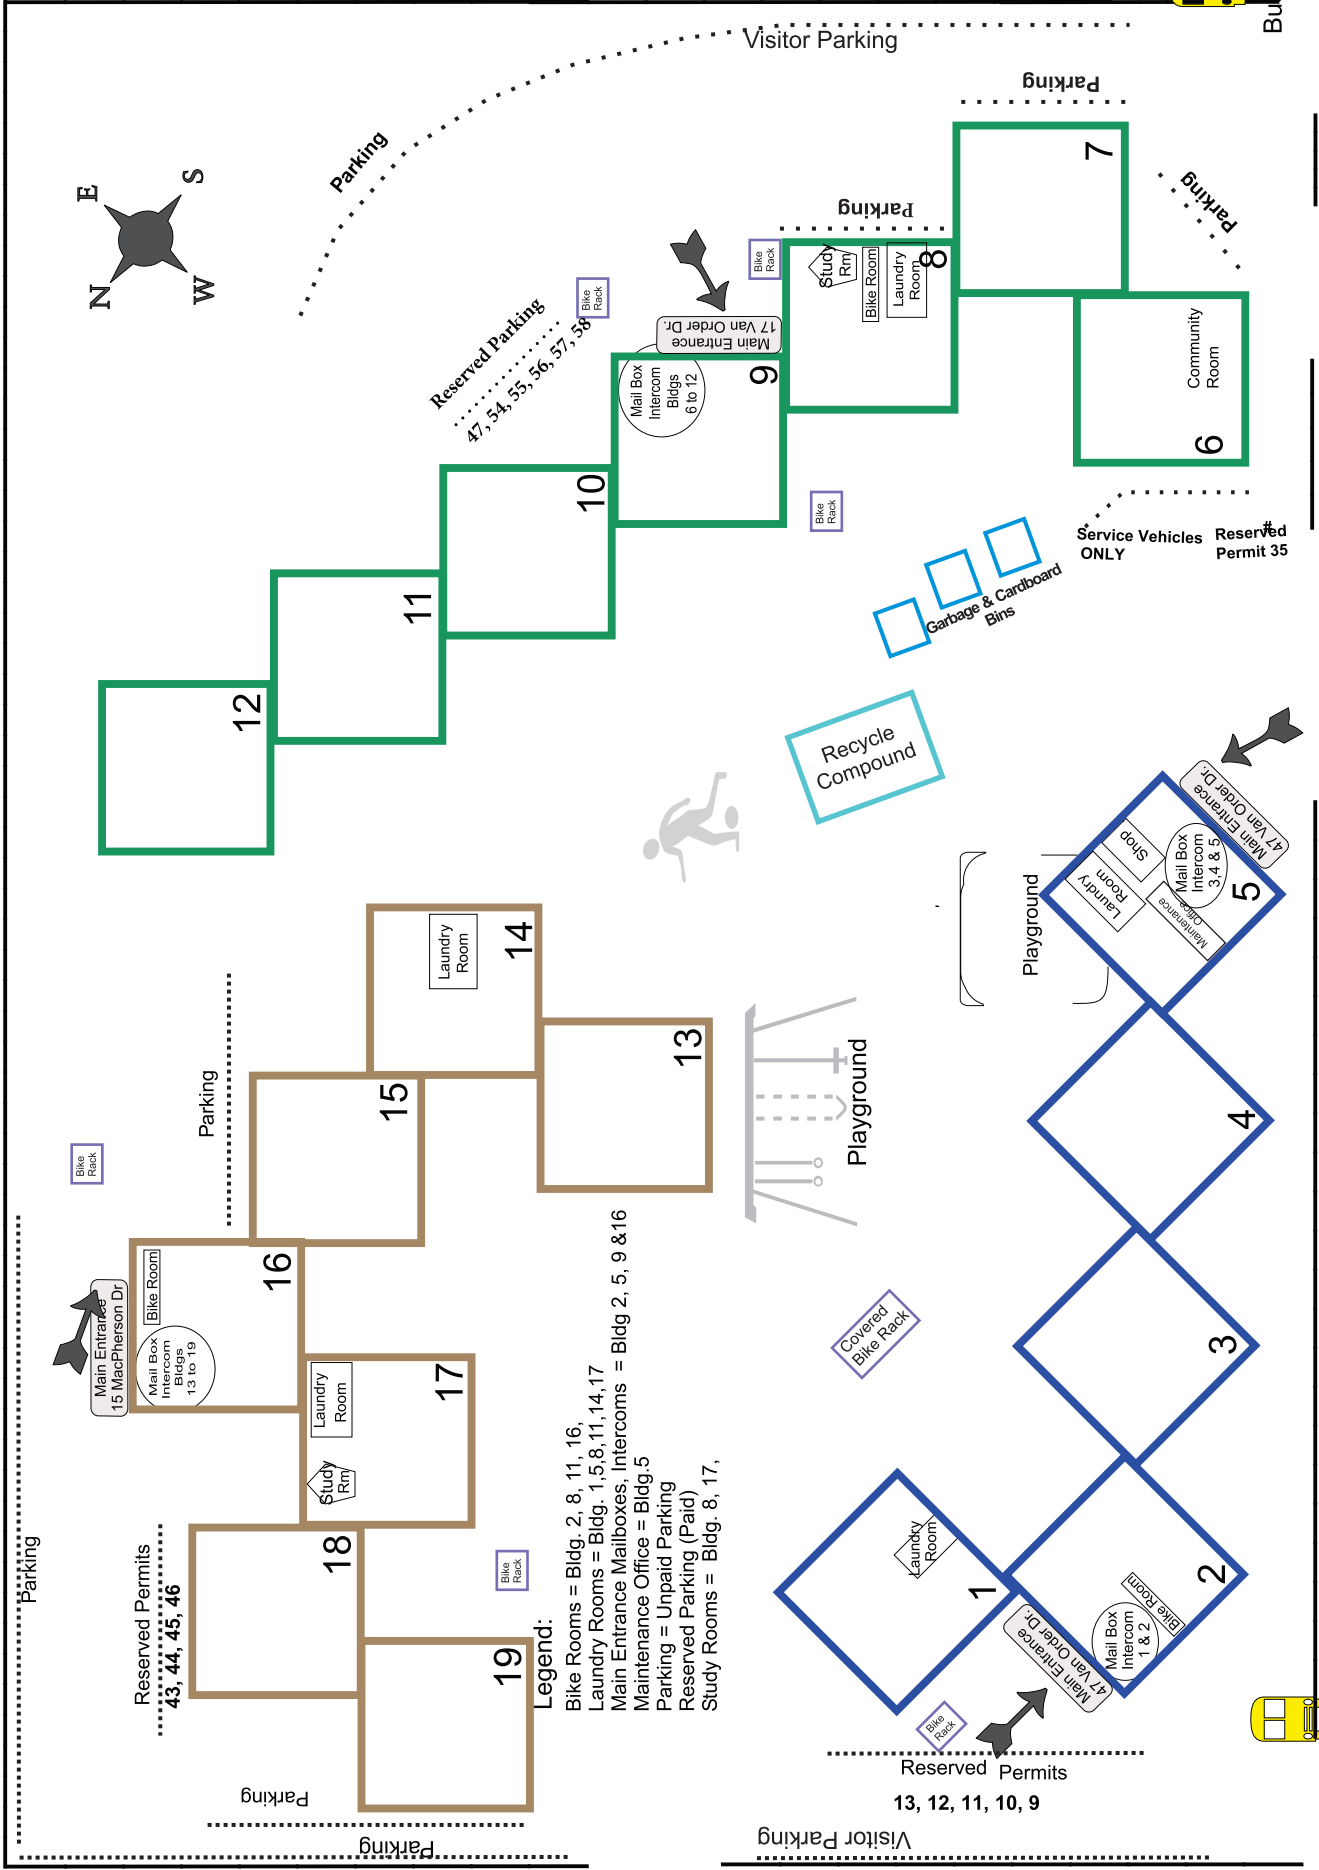 Bu
Visitor Parking
Parking
Parking
7
Parking
E
S
N
W
Parking
Bike
Rack
Study
Rm
Bike Room
Laundry
Room
8
Main Entrance
17 Van Order Dr.
Bike
Rack
Reserved Parking
47, 54, 55, 56, 57, 58
Mail Box
Intercom
Bldgs
6 to 12
9
Community
Room
6
10
Bike
Rack
Service Vehicles
ONLY
#
Reserved
Permit 35
Garbage & Cardboard
Bins
11
12
Recycle
Compound
Main Entrance
47 Van Order Dr.
Shop
Laundry
Room
Mail Box
Intercom
3,4 & 5
Maintenance
Office
5
Playground
Laundry
Room
14
13
Parking
15
Bike
Rack
Playground
4
16
Bike Room
Main Entrance
15 MacPherson Dr
Mail Box
Intercom
Bldgs
13 to 19
Covered
Bike Rack
3
Laundry
Room
17
Study
Rm
Parking
Reserved Permits
43, 44, 45, 46
18
Bike
Rack
19
Legend:
Bike Rooms = Bldg. 2, 8, 11, 16,
Laundry Rooms = Bldg. 1,5,8,11,14,17
Main Entrance Mailboxes, Intercoms = Bldg 2, 5, 9 &16
Maintenance Office = Bldg.5
Parking = Unpaid Parking
Reserved Parking (Paid)
Study Rooms = Bldg. 8, 17,
Laundry
Room
1
2
Bike Room
Mail Box
Intercom
1 & 2
Main Entrance
47 Van Order Dr.
Bike
Rack
Reserved Permits
13, 12, 11, 10, 9
Parking
Parking
Visitor Parking